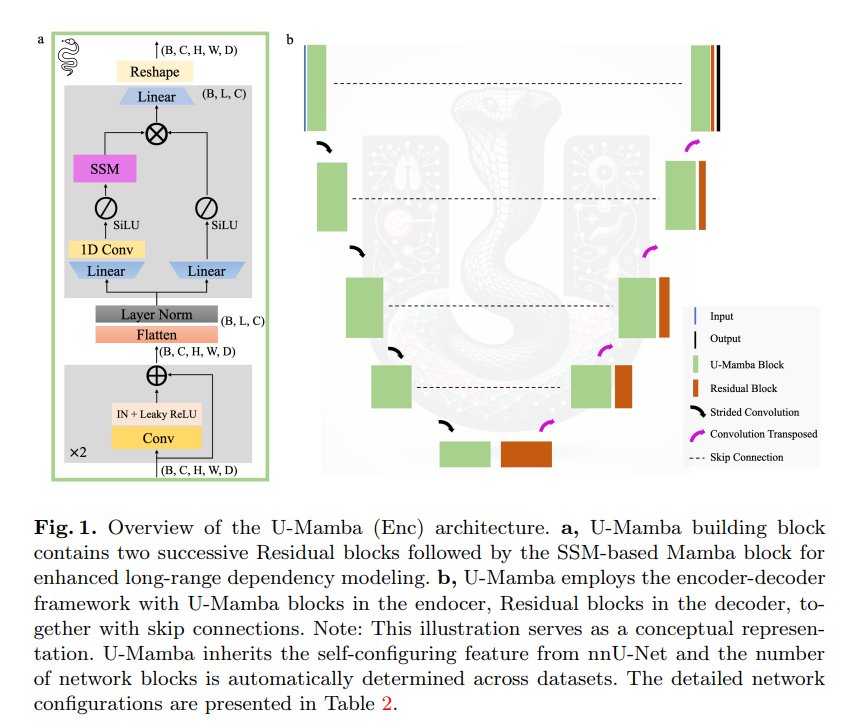 a
(B, C, H, W, D)
Reshape
Linear
(B, L, C)
SSM
SiLU
SiLU
1D Conv
Linear
Linear
Layer Norm
(B, L, C)
Flatten
(B, C, H, W, D)
IN + Leaky ReLU
Conv
×2
(B, C, H, W, D)
b
Input
Output
U-Mamba Block
Residual Block
Strided Convolution
Convolution Transposed
Skip Connection
Fig. 1. Overview of the U-Mamba (Enc) architecture. a, U-Mamba building block
contains two successive Residual blocks followed by the SSM-based Mamba block for
enhanced long-range dependency modeling. b, U-Mamba employs the encoder-decoder
framework with U-Mamba blocks in the endocer, Residual blocks in the decoder, to-
gether with skip connections. Note: This illustration serves as a conceptual represen-
tation. U-Mamba inherits the self-configuring feature from nnU-Net and the number
of network blocks is automatically determined across datasets. The detailed network
configurations are presented in Table 2.